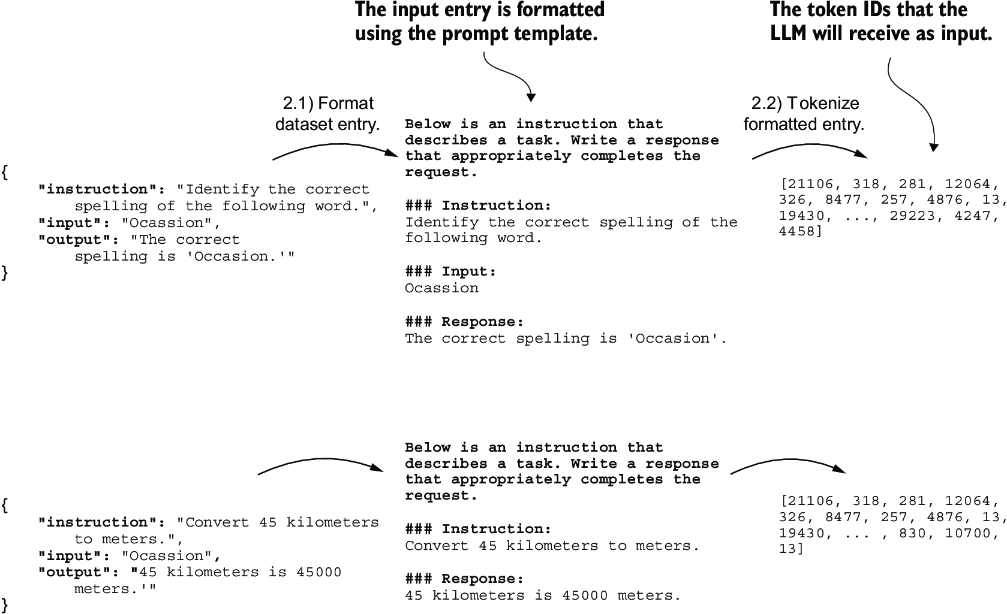 The input entry is formatted
using the prompt template.
The token IDs that the
LLM will receive as input.
2.1) Format
dataset entry.
2.2) Tokenize
formatted entry.
{
"instruction": "Identify the correct
spelling of the following word.",
"input": "Ocassion",
"output": "The correct
spelling is 'Occasion.'"
}
Below is an instruction that
describes a task. Write a response
that appropriately completes the
request.
### Instruction:
Identify the correct spelling of the
following word.
### Input:
Ocassion
### Response:
The correct spelling is 'Occasion'.
[21106, 318, 281, 12064,
326, 8477, 257, 4876, 13,
19430, ..., 29223, 4247,
4458]
{
"instruction": "Convert 45 kilometers
to meters.",
"input": "Ocassion",
"output": "45 kilometers is 45000
meters.'"
}
Below is an instruction that
describes a task. Write a response
that appropriately completes the
request.
### Instruction:
Convert 45 kilometers to meters.
### Response:
45 kilometers is 45000 meters.
[21106, 318, 281, 12064,
326, 8477, 257, 4876, 13,
19430, ... , 830, 10700,
13]